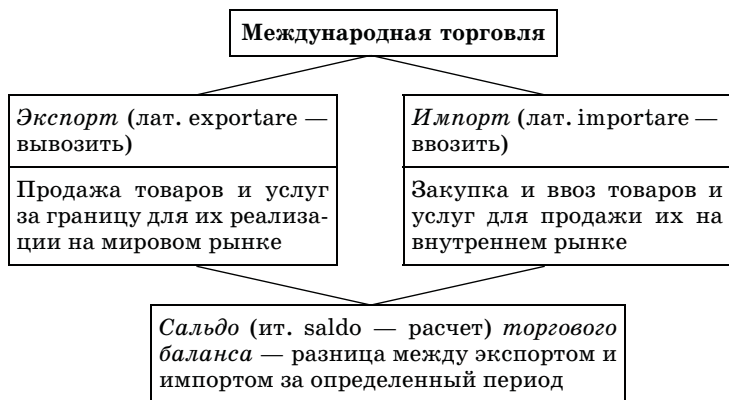 Международная торговля
Экспорт (лат. exportare —
вывозить)
Продажа товаров и услуг
за границу для их реализа-
ции на мировом рынке
Импорт (лат. importare —
ввозить)
Закупка и ввоз товаров и
услуг для продажи их на
внутреннем рынке
Сальдо (ит. saldo — расчет) торгового
баланса — разница между экспортом и
импортом за определенный период